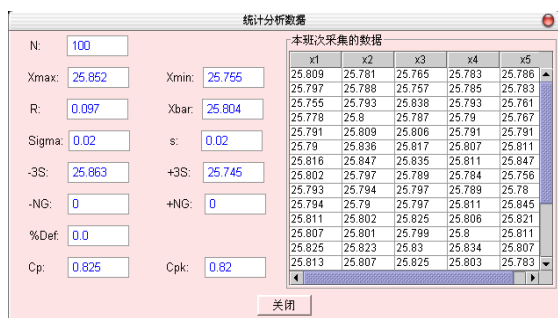 统计分析数据
N: 100
Xmax: 25.852 Xmin: 25.755
R: 0.097 Xbar: 25.804
Sigma: 0.02 s: 0.02
-3S: 25.863 +3S: 25.745
-NG: 0 +NG: 0
%Def: 0.0
Cp: 0.825 Cpk: 0.82
本班次采集的数据
x1 x2 x3 x4 x5
25.809 25.781 25.765 25.783 25.786
25.797 25.788 25.757 25.785 25.783
25.755 25.793 25.838 25.793 25.761
25.778 25.8 25.787 25.79 25.767
25.791 25.809 25.806 25.791 25.791
25.79 25.836 25.817 25.807 25.811
25.816 25.847 25.835 25.811 25.847
25.802 25.797 25.789 25.784 25.756
25.793 25.794 25.797 25.789 25.78
25.794 25.79 25.797 25.811 25.845
25.811 25.802 25.825 25.806 25.821
25.807 25.801 25.799 25.8 25.811
25.825 25.823 25.83 25.834 25.807
25.813 25.807 25.825 25.803 25.783
关闭